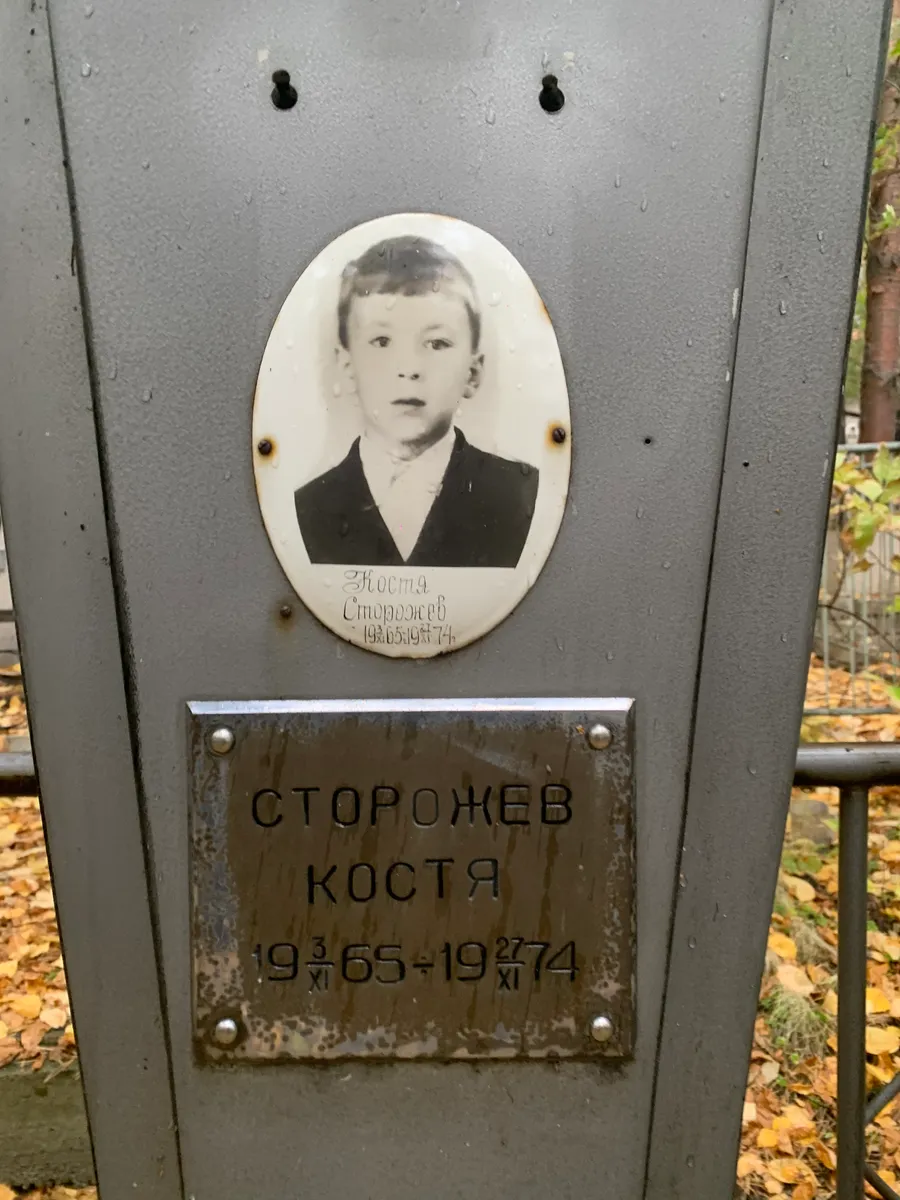 Костя
Сторожев
19 3/XI 65÷19 27/XI 74
СТОРОЖЕВ
КОСТЯ
19 3/XI 65÷19 27/XI 74